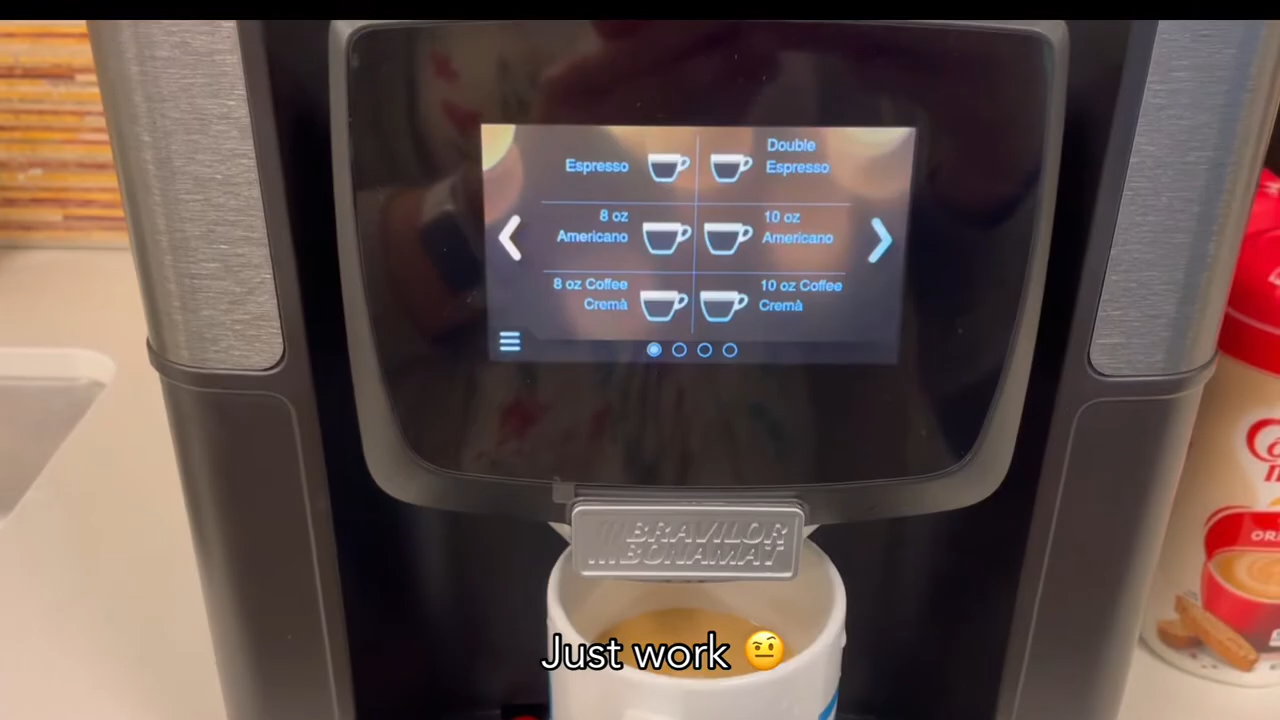 Espresso
Double
Espresso
8 oz
Americano
10 oz
Americano
8 oz Coffee
Cremà
10 oz Coffee
Cremà
BRAVILOR
BONAMAT
Just work 🤨